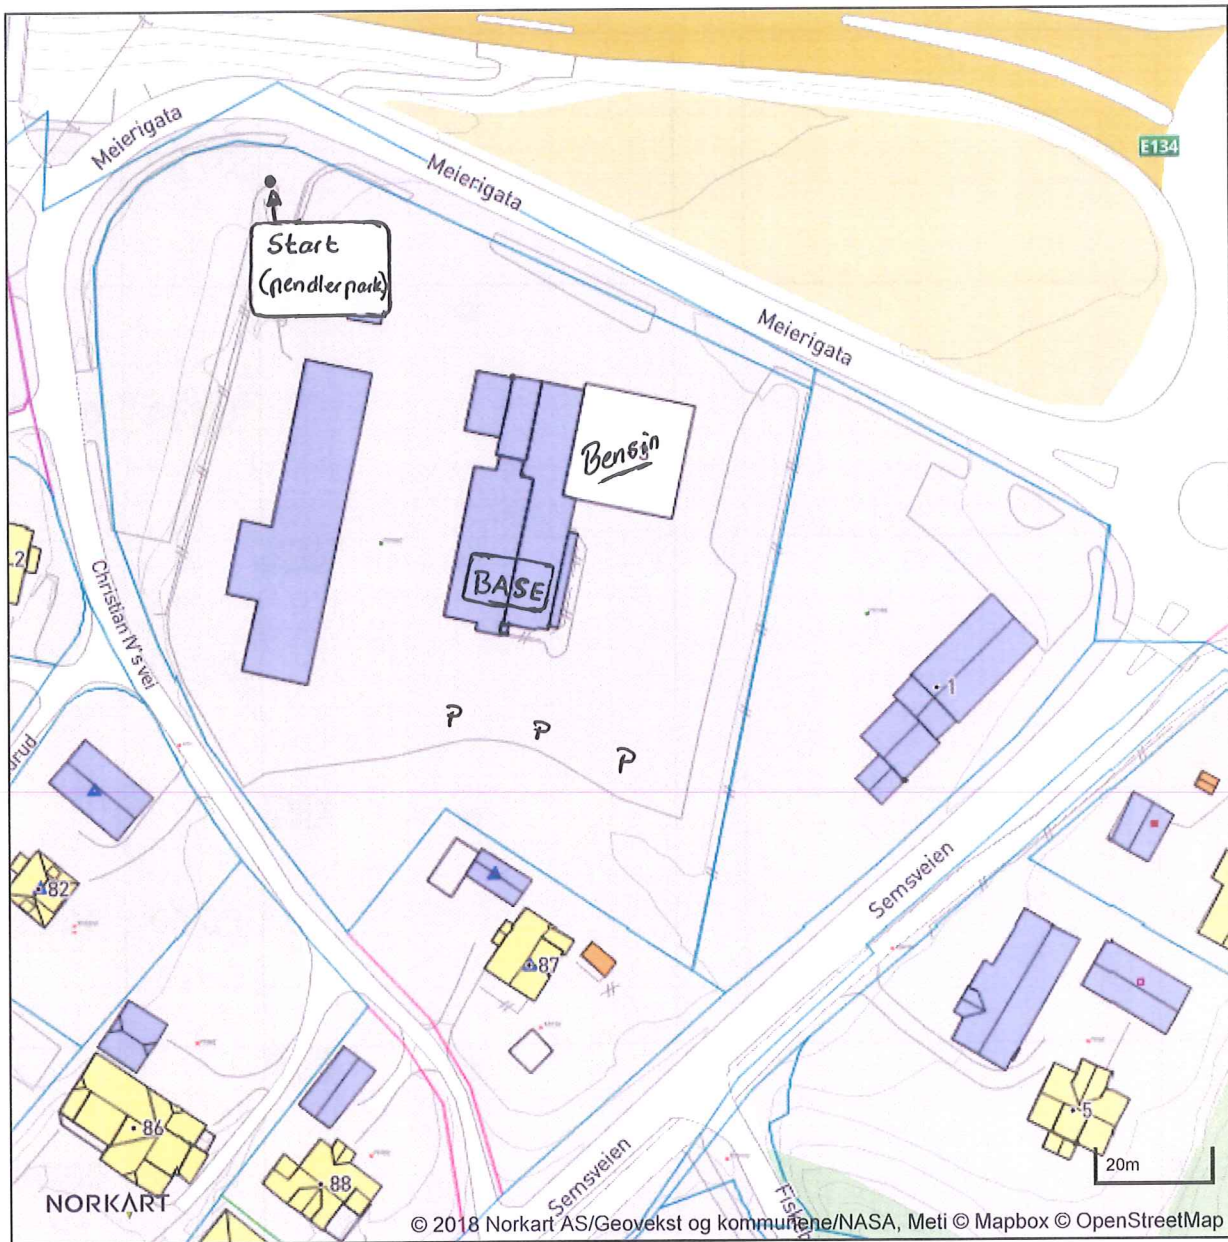 Meierigata
Meierigata
E134
Start
(pendlerpark)
Meierigata
Bensin
BASE
Christian IV's vei
1
P P P
82
87
Semsveien
86
88
5
20m
Semsveien
NORKART
© 2018 Norkart AS/Geovekst og kommunene/NASA, Meti © Mapbox © OpenStreetMap